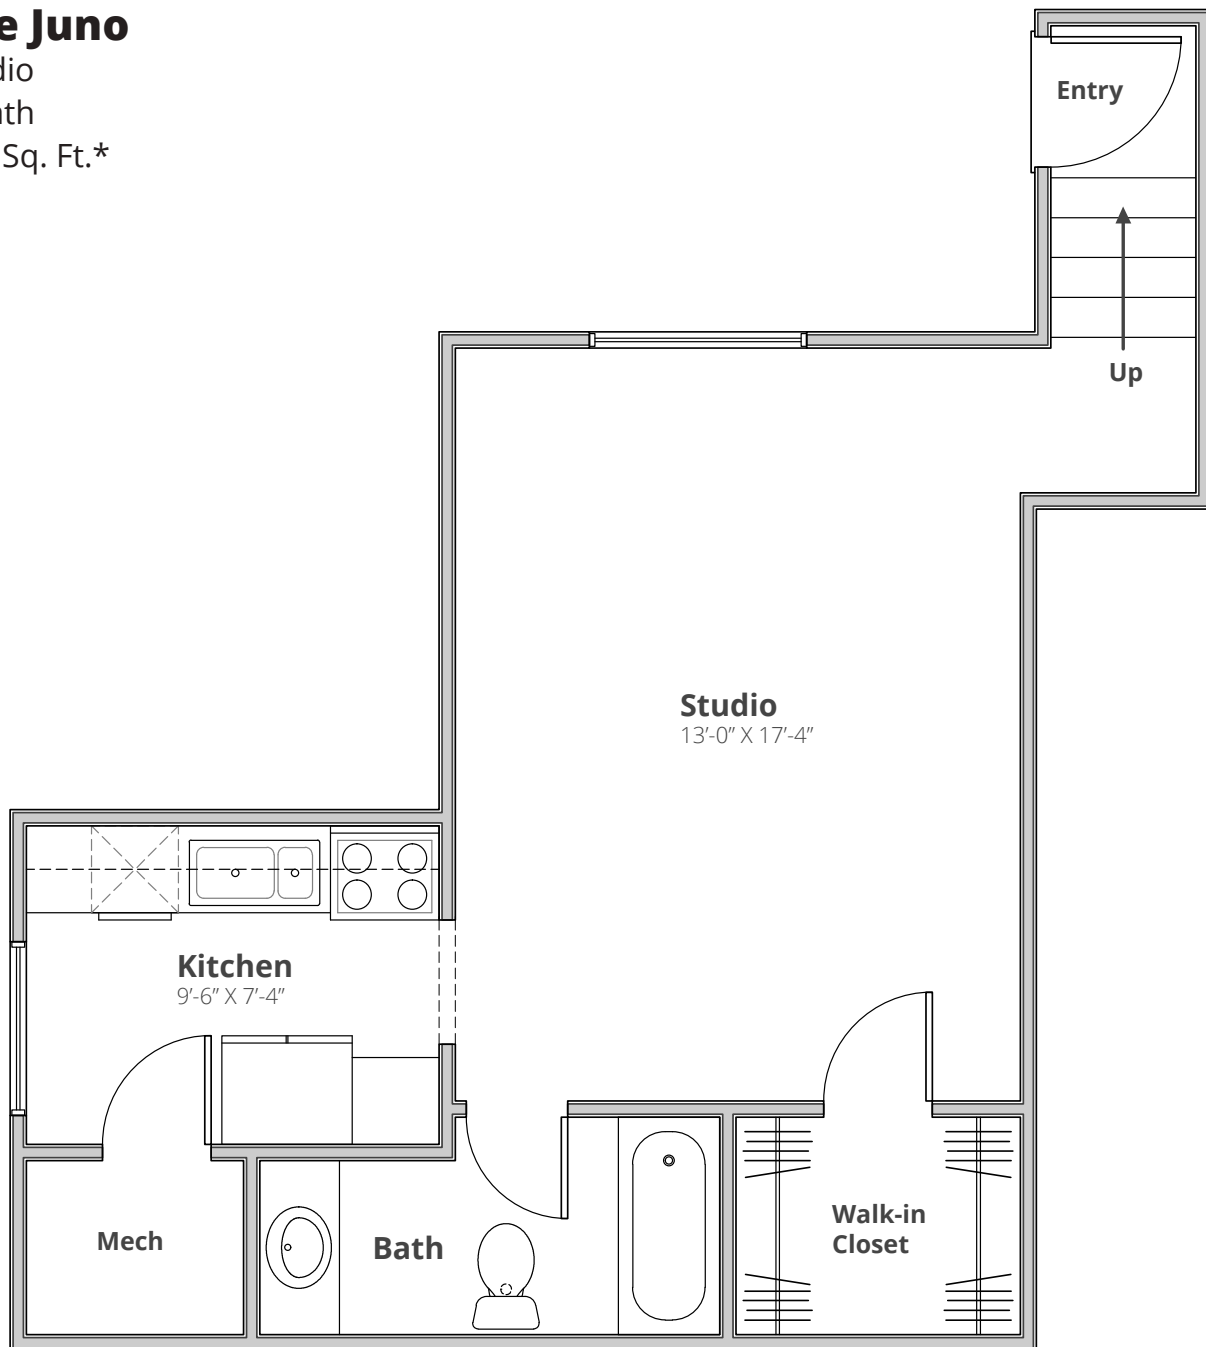 e Juno
dio
ath
Sq. Ft.*
Entry
Up
Studio
13'-0" X 17'-4"
Kitchen
9'-6" X 7'-4"
Mech
Bath
Walk-in
Closet